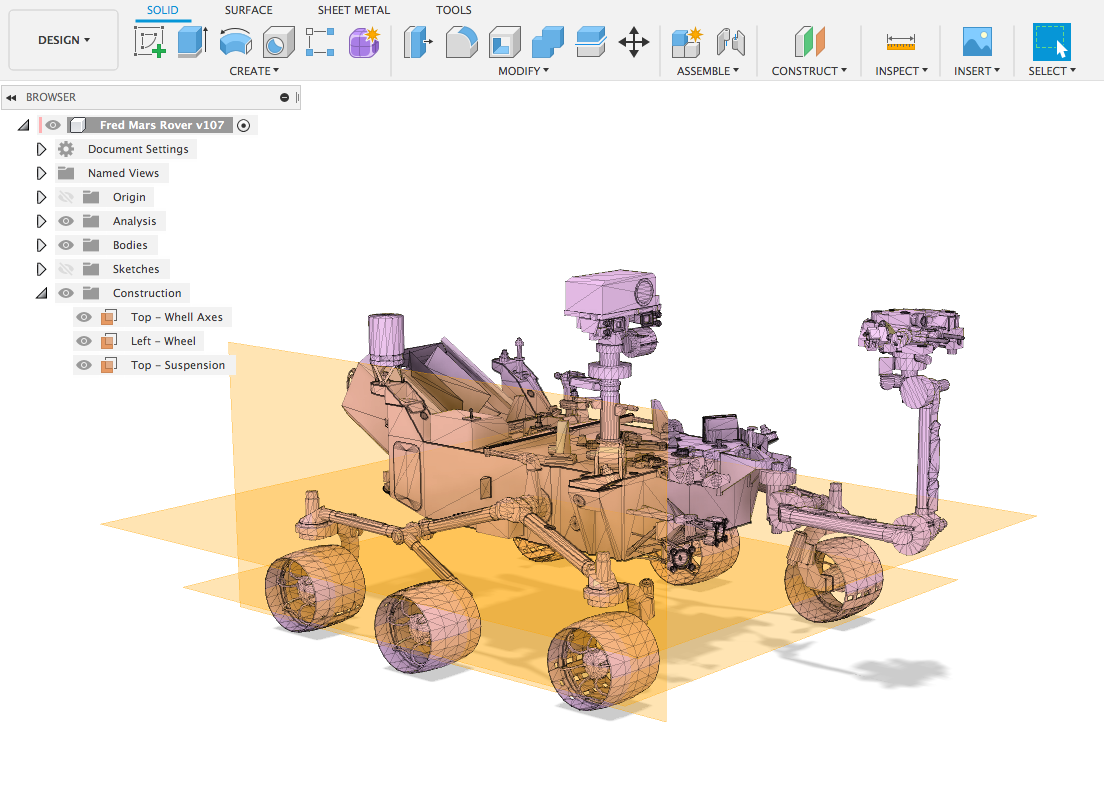 SOLID SURFACE SHEET METAL TOOLS
DESIGN
CREATE MODIFY ASSEMBLE CONSTRUCT INSPECT INSERT SELECT
BROWSER
Fred Mars Rover v107
Document Settings
Named Views
Origin
Analysis
Bodies
Sketches
Construction
Top – Whell Axes
Left – Wheel
Top – Suspension